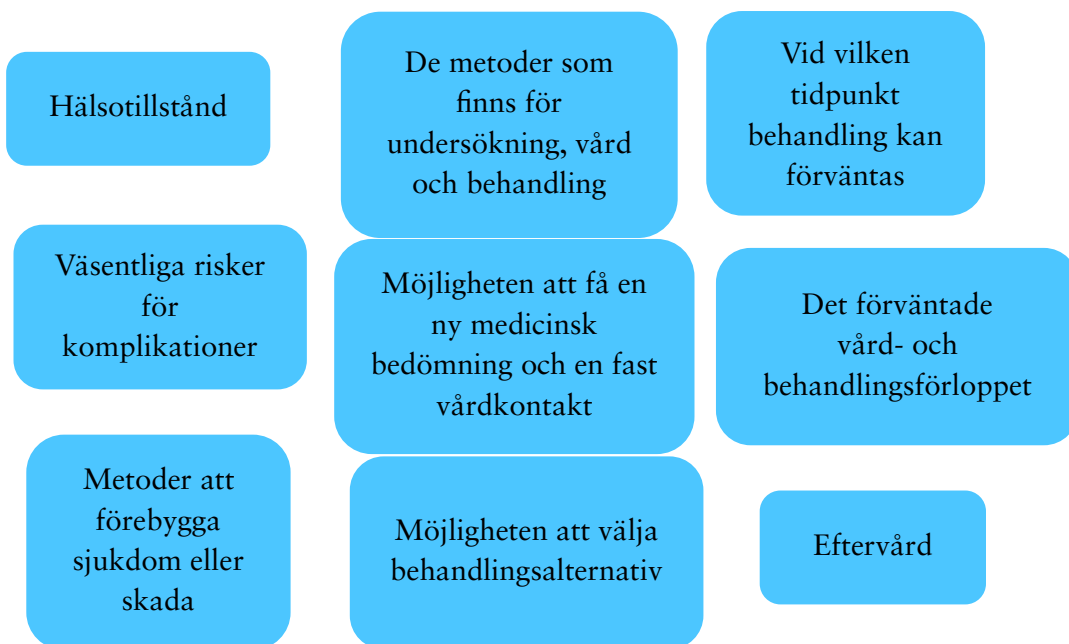 Hälsotillstånd
De metoder som
finns för
undersökning, vård
och behandling
Vid vilken
tidpunkt
behandling kan
förväntas
Väsentliga risker
för
komplikationer
Möjligheten att få en
ny medicinsk
bedömning och en fast
vårdkontakt
Det förväntade
vård- och
behandlingsförloppet
Metoder att
förebygga
sjukdom eller
skada
Möjligheten att välja
behandlingsalternativ
Eftervård